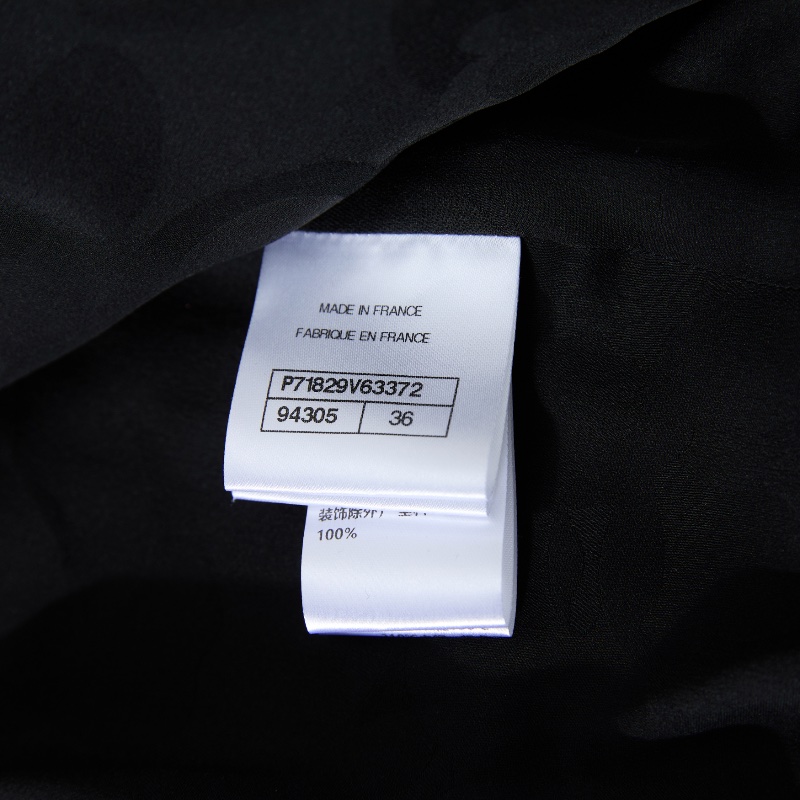 MADE IN FRANCE
FABRIQUE EN FRANCE
P71829V63372
94305 36
装饰除外
100%